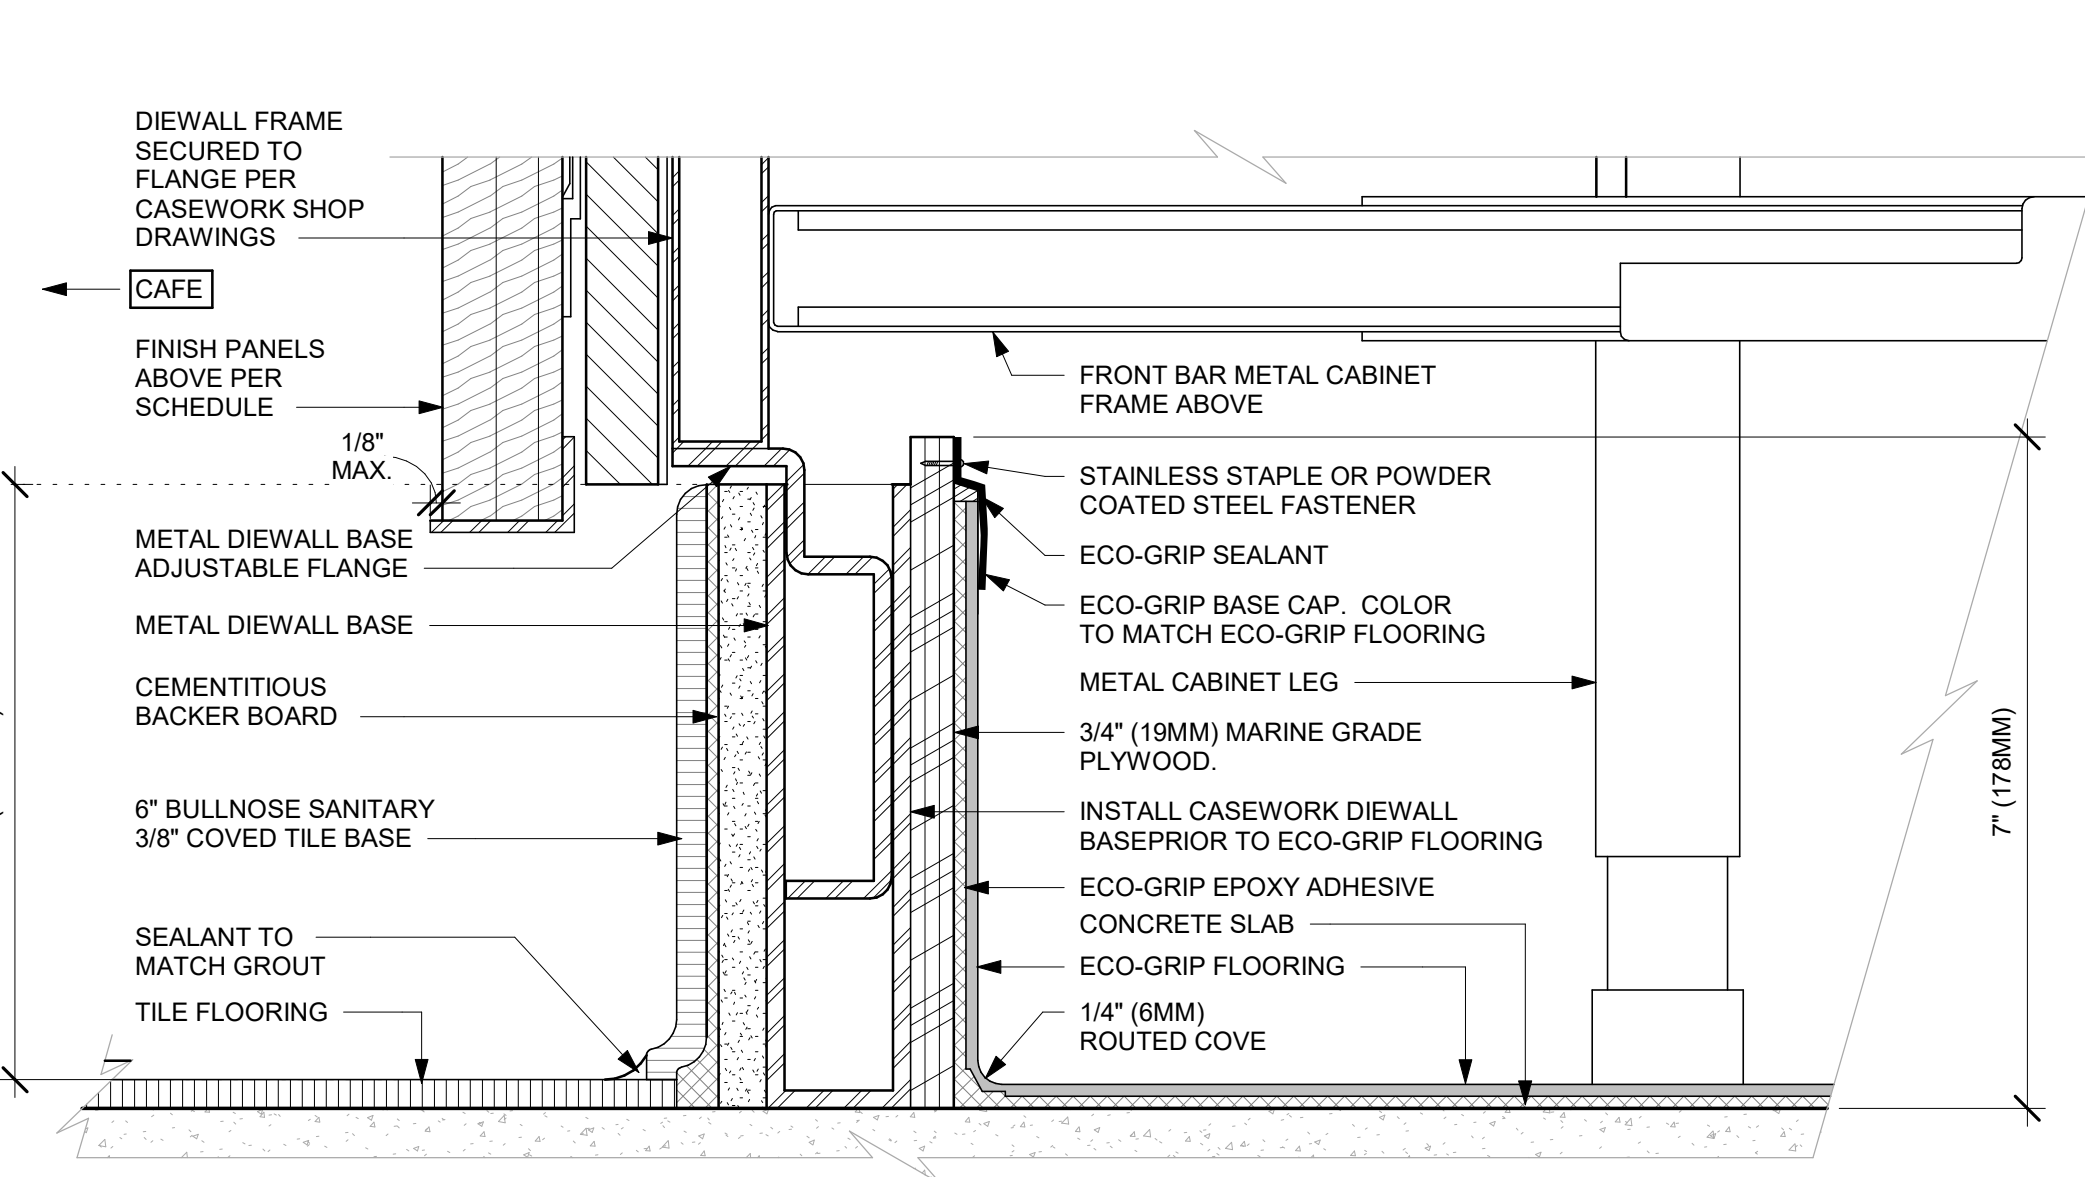 DIEWALL FRAME
SECURED TO
FLANGE PER
CASEWORK SHOP
DRAWINGS
CAFE
FINISH PANELS
ABOVE PER
SCHEDULE
1/8"
MAX.
METAL DIEWALL BASE
ADJUSTABLE FLANGE
METAL DIEWALL BASE
CEMENTITIOUS
BACKER BOARD
6" BULLNOSE SANITARY
3/8" COVED TILE BASE
SEALANT TO
MATCH GROUT
TILE FLOORING
FRONT BAR METAL CABINET
FRAME ABOVE
STAINLESS STAPLE OR POWDER
COATED STEEL FASTENER
ECO-GRIP SEALANT
ECO-GRIP BASE CAP.  COLOR
TO MATCH ECO-GRIP FLOORING
METAL CABINET LEG
3/4" (19MM) MARINE GRADE
PLYWOOD.
INSTALL CASEWORK DIEWALL
BASEPRIOR TO ECO-GRIP FLOORING
ECO-GRIP EPOXY ADHESIVE
CONCRETE SLAB
ECO-GRIP FLOORING
1/4" (6MM)
ROUTED COVE
7" (178MM)